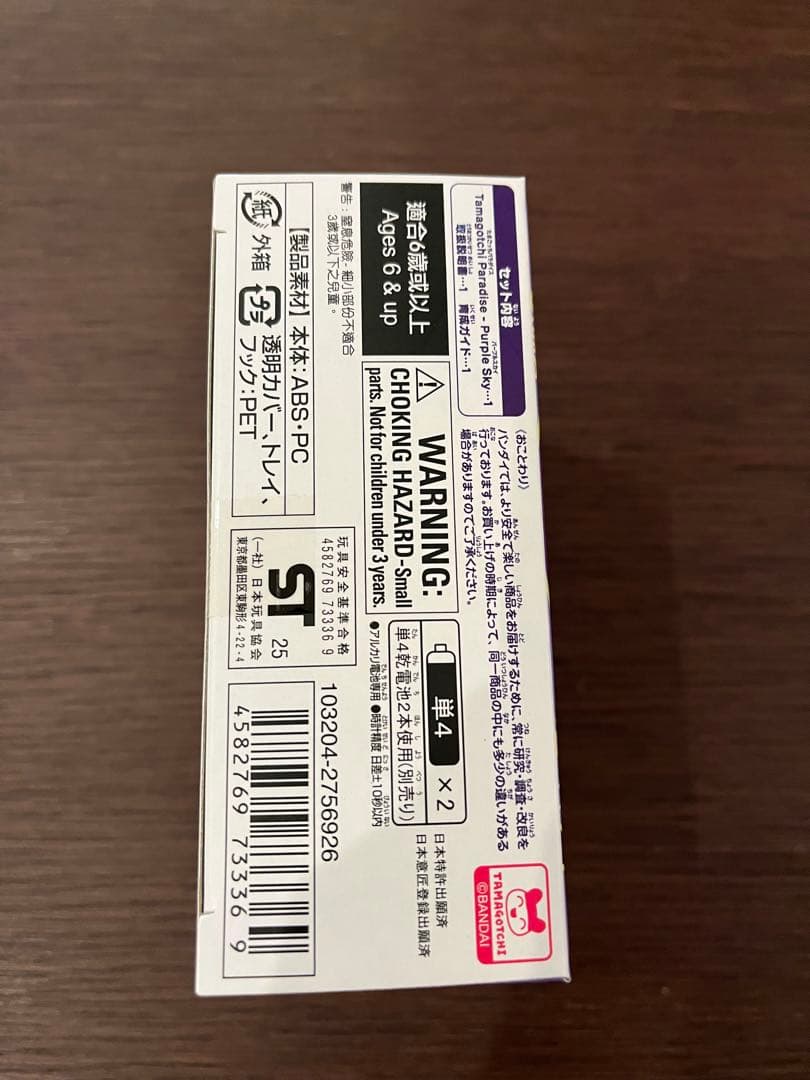 セット内容
Tamagotchi Paradise - Purple Sky…1
取扱説明書…1 育成ガイド…1
適合6歳或以上
Ages 6 & up
警告：窒息危險- 細小部份不適合
3歲或以下之兒童。
【製品素材】本体：ABS・PC
紙 外箱 プラ 透明カバー、トレイ、
フック：PET
〈おことわり〉
バンダイでは、より安全で楽しい商品をお届けするために、常に研究・調査・改良を
行っております。お買い上げの時期によって、同一商品の中にも多少の違いがある
場合がありますのでご了承ください。
WARNING:
CHOKING HAZARD-Small
parts. Not for children under 3 years.
玩具安全基準合格
4582769 73336 9
ST 25
(一社) 日本玩具協会
東京都墨田区東駒形4-22-4
単4 ×2
単4乾電池2本使用(別売り)
●アルカリ電池専用 ●時計精度 日差±10秒以内
日本特許出願済
日本意匠登録出願済
103204-2756926
4582769 733369
TAMAGOTCHI
©BANDAI